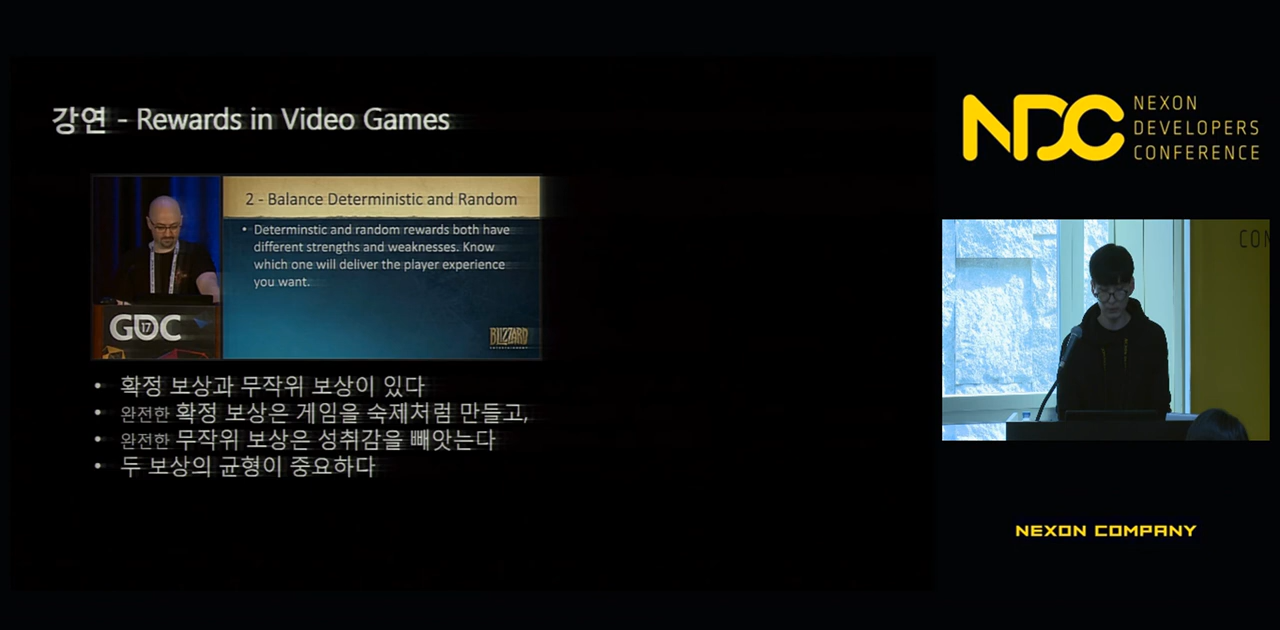 강연 - Rewards in Video Games
2 - Balance Deterministic and Random
• Determinstic and random rewards both have
different strengths and weaknesses. Know
which one will deliver the player experience
you want.
GDC
17
BLIZZARD
ENTERTAINMENT
• 확정 보상과 무작위 보상이 있다
• 완전한 확정 보상은 게임을 숙제처럼 만들고,
• 완전한 무작위 보상은 성취감을 빼앗는다
• 두 보상의 균형이 중요하다
NDC
NEXON
DEVELOPERS
CONFERENCE
CON
NEXON COMPANY